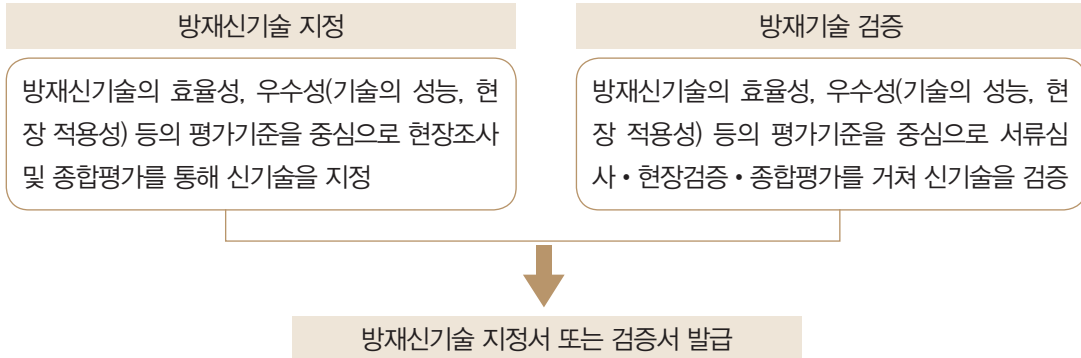 방재신기술 지정
방재신기술의 효율성, 우수성(기술의 성능, 현
장 적용성) 등의 평가기준을 중심으로 현장조사
및 종합평가를 통해 신기술을 지정
방재기술 검증
방재신기술의 효율성, 우수성(기술의 성능, 현
장 적용성) 등의 평가기준을 중심으로 서류심
사•현장검증•종합평가를 거쳐 신기술을 검증
방재신기술 지정서 또는 검증서 발급